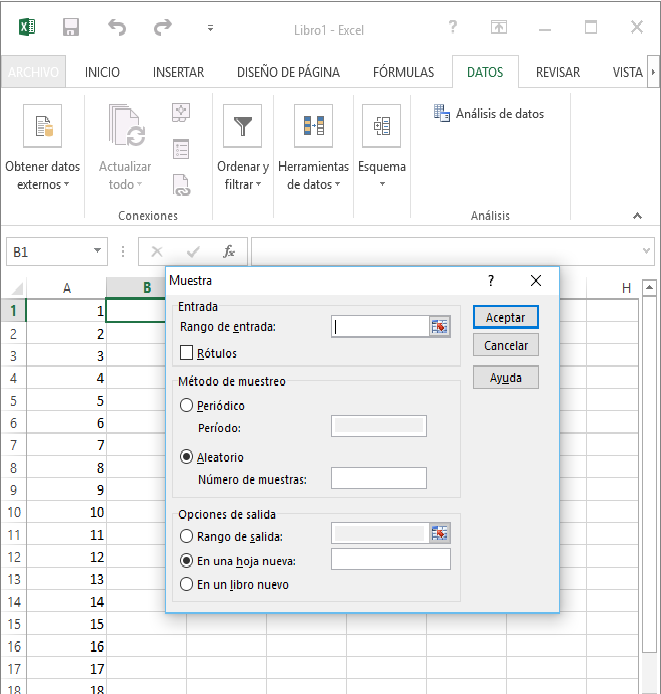 Libro1 - Excel ?
ARCHIVO INICIO INSERTAR DISEÑO DE PÁGINA FÓRMULAS DATOS REVISAR VISTA
Obtener datos externos
Actualizar todo
Conexiones
Ordenar y filtrar
Herramientas de datos
Esquema
Análisis de datos
Análisis
B1 fx
A B H
Muestra ?
Entrada
Rango de entrada:
Rótulos
Método de muestreo
Periódico
Período:
Aleatorio
Número de muestras:
Opciones de salida
Rango de salida:
En una hoja nueva:
En un libro nuevo
Aceptar
Cancelar
Ayuda
1 1
2 2
3 3
4 4
5 5
6 6
7 7
8 8
9 9
10 10
11 11
12 12
13 13
14 14
15 15
16 16
17 17
18 18